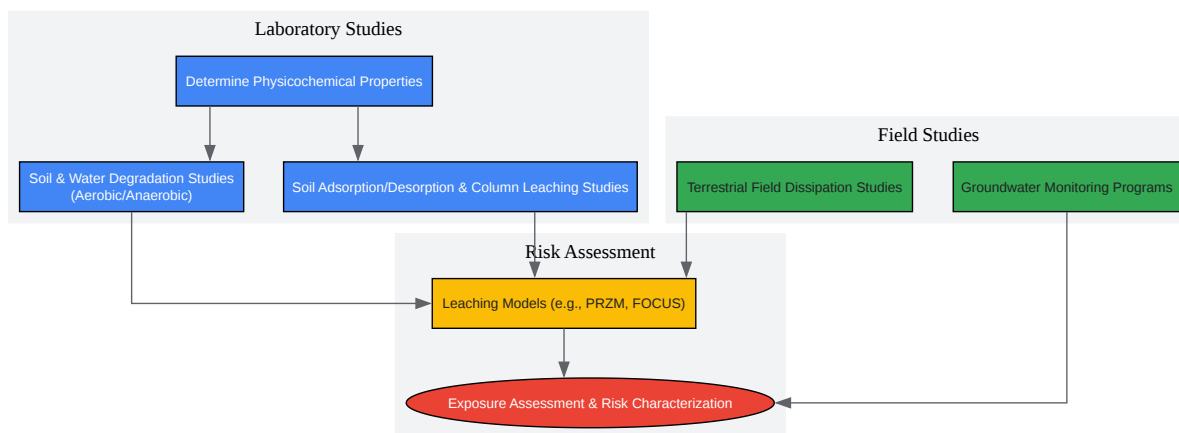 Laboratory Studies
Determine Physicochemical Properties
Field Studies
Soil & Water Degradation Studies
(Aerobic/Anaerobic)
Soil Adsorption/Desorption & Column Leaching Studies
Terrestrial Field Dissipation Studies
Groundwater Monitoring Programs
Risk Assessment
Leaching Models (e.g., PRZM, FOCUS)
Exposure Assessment & Risk Characterization